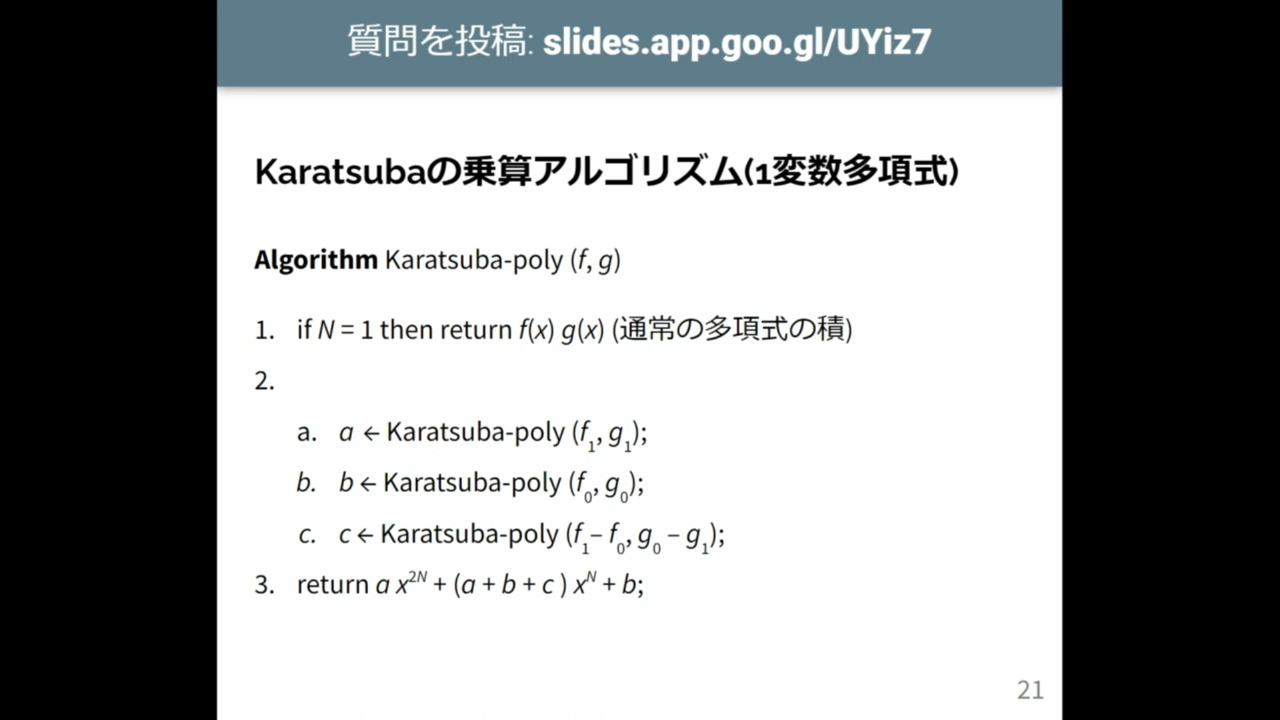 質問を投稿: slides.app.goo.gl/UYiz7
Karatsubaの乗算アルゴリズム(1変数多項式)
Algorithm Karatsuba-poly (f, g)
1. if N = 1 then return f(x) g(x) (通常の多項式の積)
2.
a. a ← Karatsuba-poly (f₁, g₁);
b. b ← Karatsuba-poly (f₀, g₀);
c. c ← Karatsuba-poly (f₁– f₀, g₀ – g₁);
3. return a x²ᴺ + (a + b + c ) xᴺ + b;
21